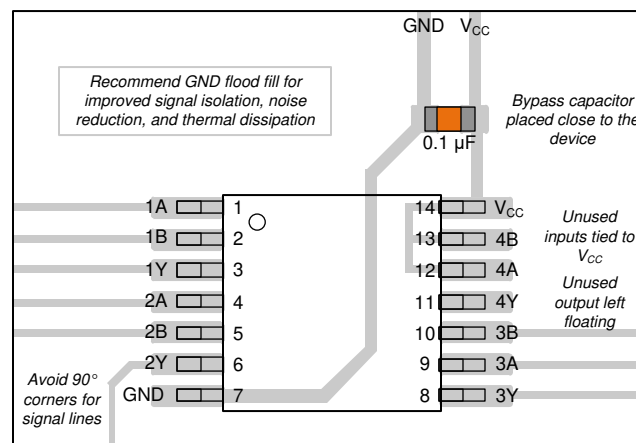 GND VCC
Recommend GND flood fill for
improved signal isolation, noise
reduction, and thermal dissipation
Bypass capacitor
placed close to the
device
0.1 µF
1A 1 14 VCC
1B 2 13 4B
1Y 3 12 4A
2A 4 11 4Y
2B 5 10 3B
2Y 6 9 3A
GND 7 8 3Y
Unused
inputs tied to
VCC
Unused
output left
floating
Avoid 90°
corners for
signal lines